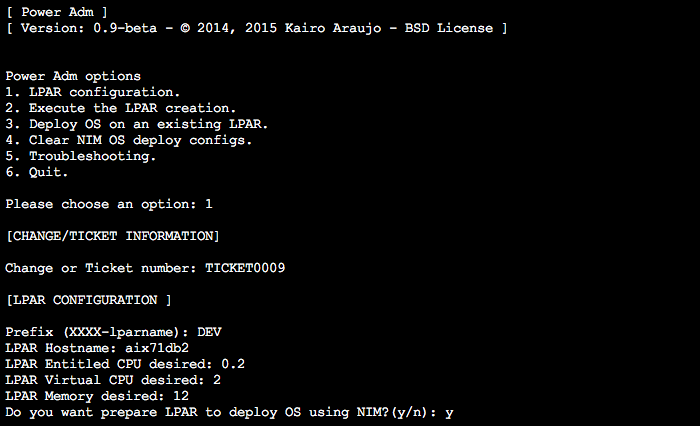 [ Power Adm ]
[ Version: 0.9-beta - © 2014, 2015 Kairo Araujo - BSD License ]
Power Adm options
1. LPAR configuration.
2. Execute the LPAR creation.
3. Deploy OS on an existing LPAR.
4. Clear NIM OS deploy configs.
5. Troubleshooting.
6. Quit.
Please choose an option: 1
[CHANGE/TICKET INFORMATION]
Change or Ticket number: TICKET0009
[LPAR CONFIGURATION ]
Prefix (XXXX-lparname): DEV
LPAR Hostname: aix71db2
LPAR Entitled CPU desired: 0.2
LPAR Virtual CPU desired: 2
LPAR Memory desired: 12
Do you want prepare LPAR to deploy OS using NIM?(y/n): y